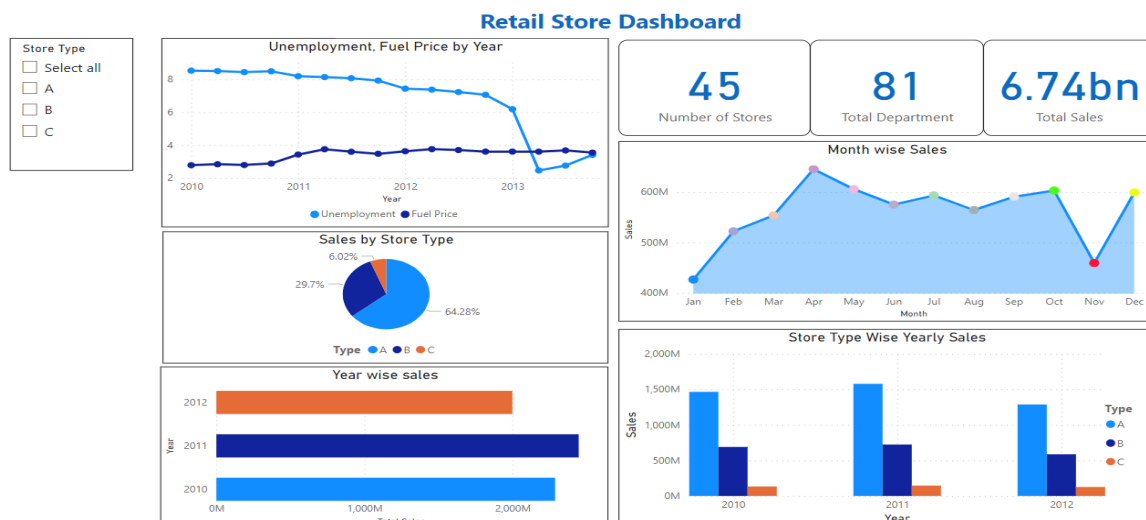 Retail Store Dashboard
Store Type
Select all
A
B
C
Unemployment, Fuel Price by Year
8
6
4
2
2010
2011
2012
2013
Year
Unemployment
Fuel Price
45
Number of Stores
81
Total Department
6.74bn
Total Sales
Month wise Sales
600M
500M
400M
Sales
Jan
Feb
Mar
Apr
May
Jun
Jul
Aug
Sep
Oct
Nov
Dec
Month
Sales by Store Type
6.02%
29.7%
64.28%
Type
A
B
C
Year wise sales
Year
2012
2011
2010
0M
1,000M
2,000M
Total Sales
Store Type Wise Yearly Sales
2,000M
1,500M
1,000M
500M
0M
Sales
2010
2011
2012
Year
Type
A
B
C